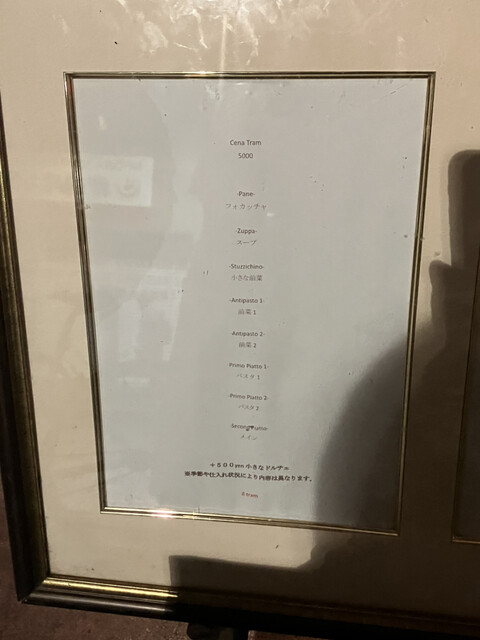 Cena Tram
5000
-Pane-
フォカッチャ
-Zuppa-
スープ
-Stuzzichino-
小さな前菜
-Antipasto 1-
前菜 1
-Antipasto 2-
前菜 2
-Primo Piatto 1-
パスタ 1
-Primo Piatto 2-
パスタ 2
-Secondo Piatto-
メイン
+500yen 小さなドルチェ
※季節や仕入れ状況により内容は異なります。
Il tram